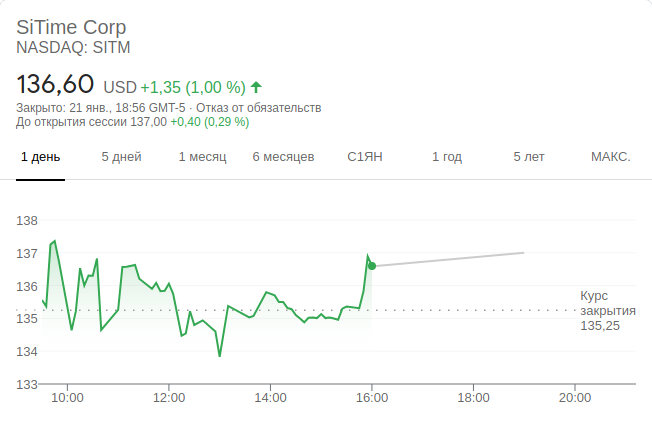 SiTime Corp
NASDAQ: SITM
136,60 USD +1,35 (1,00 %)
Закрыто: 21 янв., 18:56 GMT-5 · Отказ от обязательств
До открытия сессии 137,00 +0,40 (0,29 %)
1 день 5 дней 1 месяц 6 месяцев С1ЯН 1 год 5 лет МАКС.
138
137
136
135
134
133
Курс
закрытия
135,25
10:00 12:00 14:00 16:00 18:00 20:00